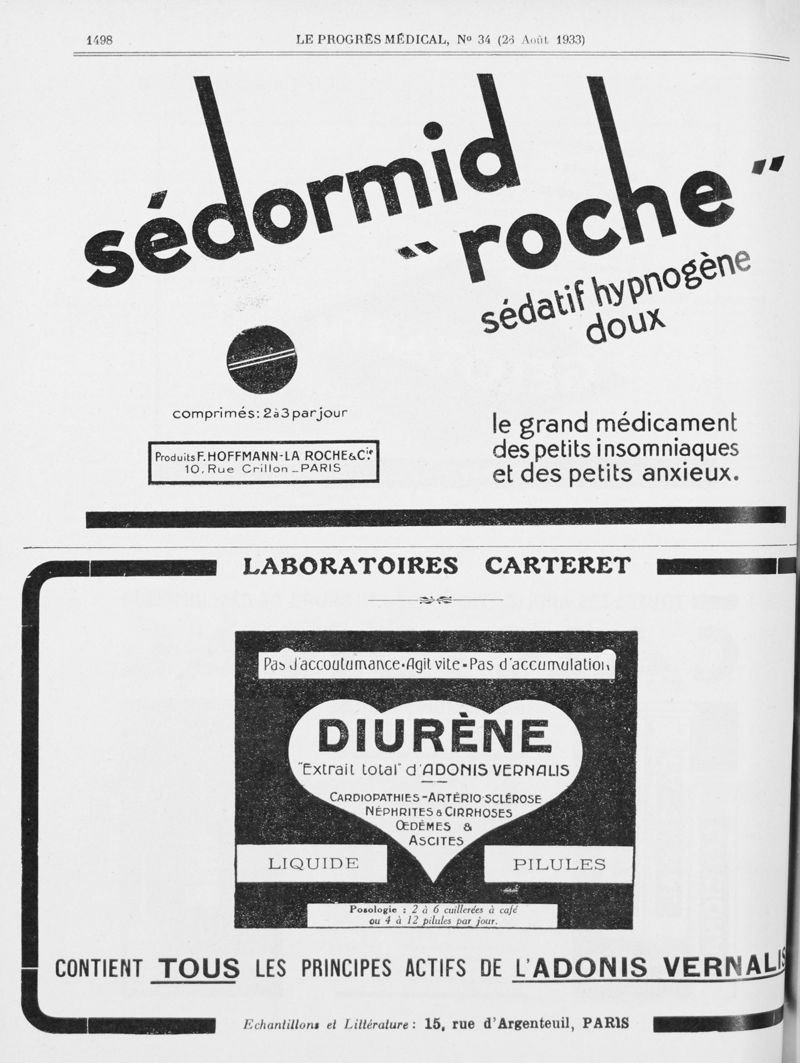 1498
LE PROGRÈS MÉDICAL, No 34 (26 Août 1933)
sédormid
"roche"
sédatif hypnogène
doux
comprimés: 2 à 3 par jour
Produits F. HOFFMANN-LA ROCHE & Cie
10, Rue Crillon _ PARIS
le grand médicament
des petits insomniaques
et des petits anxieux.
LABORATOIRES CARTERET
Pas d'accoutumance • Agit vite • Pas d'accumulation
DIURÈNE
"Extrait total" d'ADONIS VERNALIS
CARDIOPATHIES - ARTÉRIO-SCLÉROSE
NÉPHRITES & CIRRHOSES
ŒDÈMES &
ASCITES
LIQUIDE
PILULES
Posologie : 2 à 6 cuillerées à café
ou 4 à 12 pilules par jour.
CONTIENT TOUS LES PRINCIPES ACTIFS DE L'ADONIS VERNALIS
Echantillons et Littérature : 15, rue d'Argenteuil, PARIS